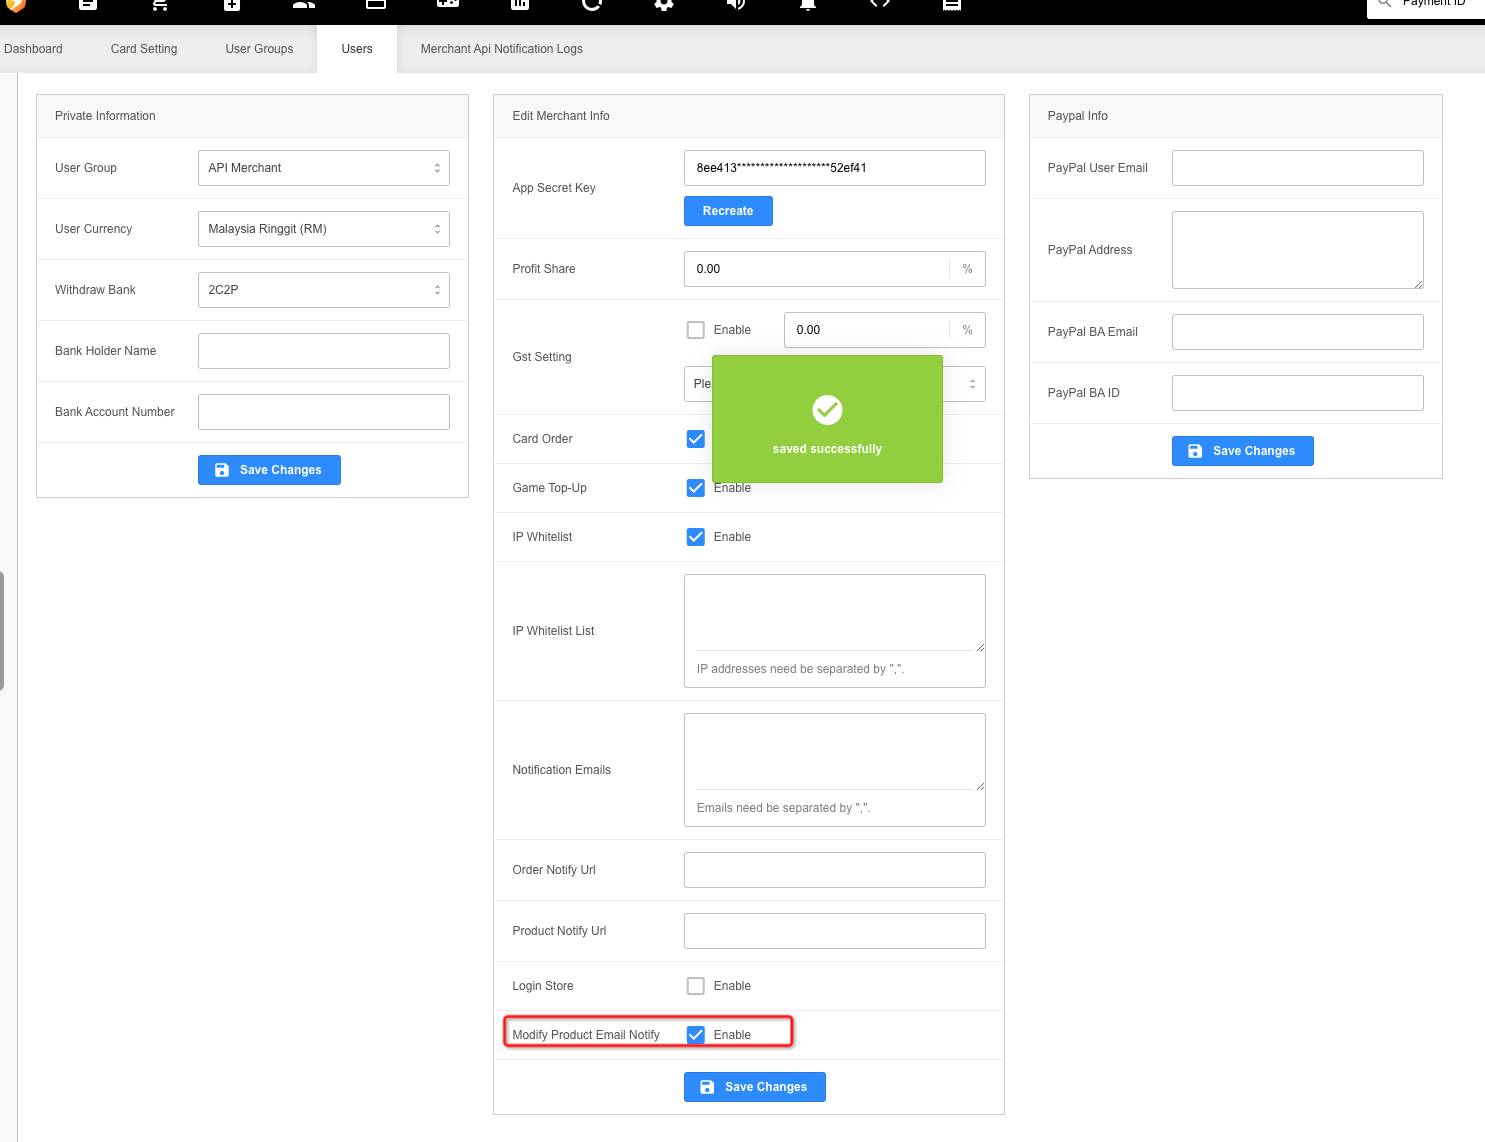 Payment ID
Dashboard
Card Setting
User Groups
Users
Merchant Api Notification Logs
Private Information
User Group
API Merchant
User Currency
Malaysia Ringgit (RM)
Withdraw Bank
2C2P
Bank Holder Name
Bank Account Number
Save Changes
Edit Merchant Info
App Secret Key
8ee413********************52ef41
Recreate
Profit Share
0.00
%
Gst Setting
Enable
0.00
%
Ple
saved successfully
Card Order
Game Top-Up
Enable
IP Whitelist
Enable
IP Whitelist List
IP addresses need be separated by ",".
Notification Emails
Emails need be separated by ",".
Order Notify Url
Product Notify Url
Login Store
Enable
Modify Product Email Notify
Enable
Save Changes
Paypal Info
PayPal User Email
PayPal Address
PayPal BA Email
PayPal BA ID
Save Changes